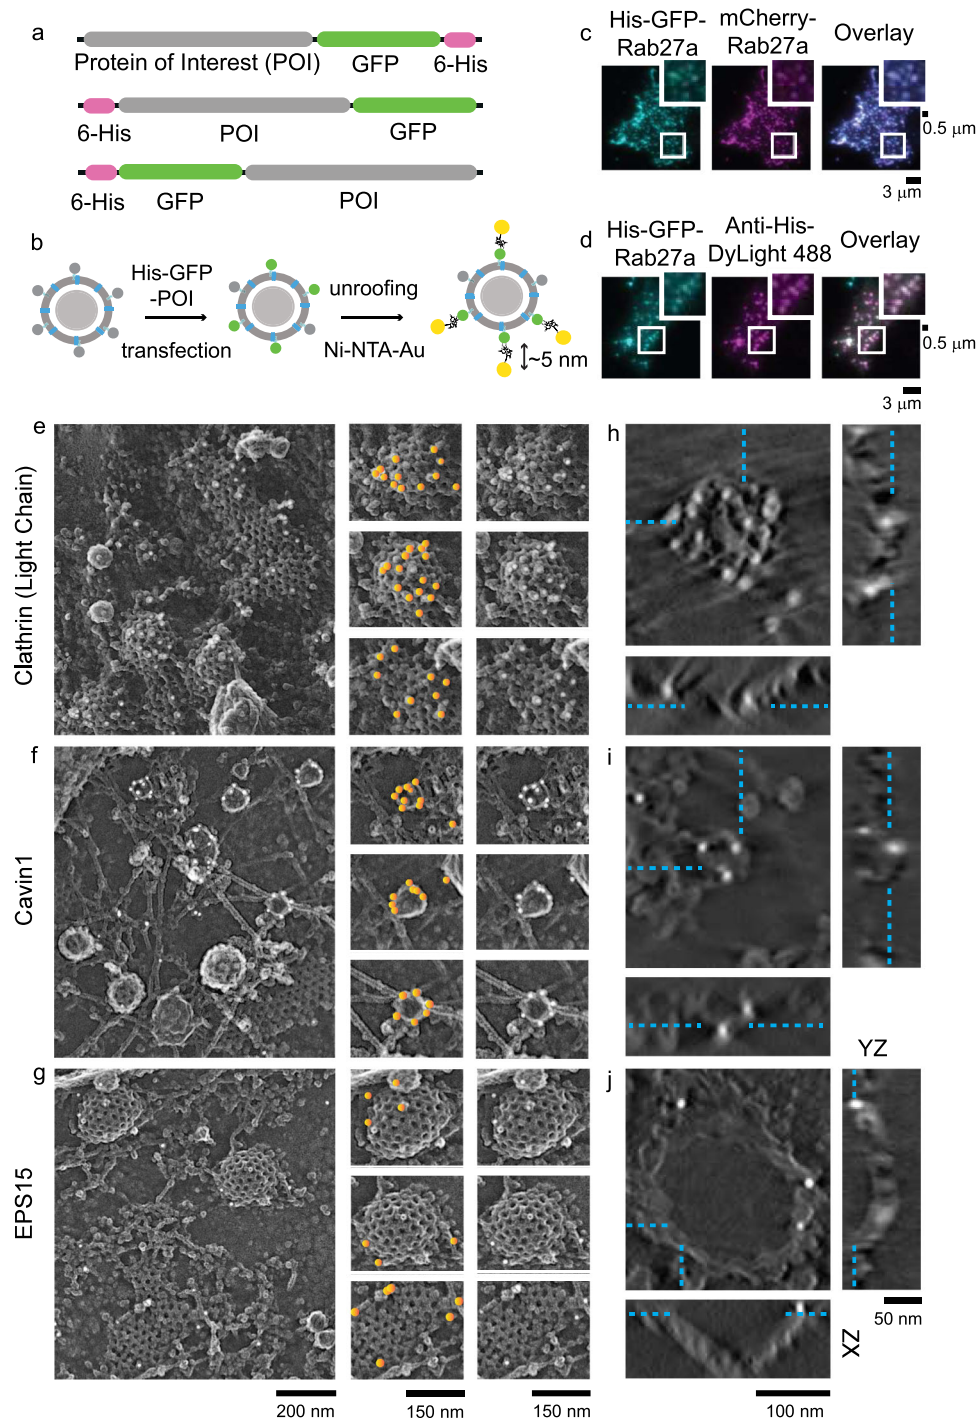 a
Protein of Interest (POI) GFP 6-His
6-His POI GFP
6-His GFP POI
b
His-GFP
-POI
transfection
unroofing
Ni-NTA-Au
~5 nm
c
His-GFP-
Rab27a
mCherry-
Rab27a
Overlay
0.5 μm
3 μm
d
His-GFP-
Rab27a
Anti-His-
DyLight 488
Overlay
0.5 μm
3 μm
e
Clathrin (Light Chain)
h
f
Cavin1
i
g
EPS15
j
YZ
XZ
200 nm
150 nm
150 nm
100 nm
50 nm